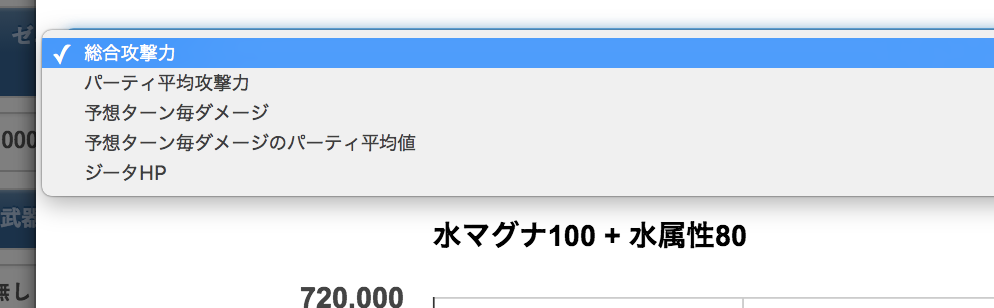 ゼ
✓ 総合攻撃力
パーティ平均攻撃力
予想ターン毎ダメージ
000
予想ターン毎ダメージのパーティ平均値
ジータHP
武器
水マグナ100 + 水属性80
無し
720,000